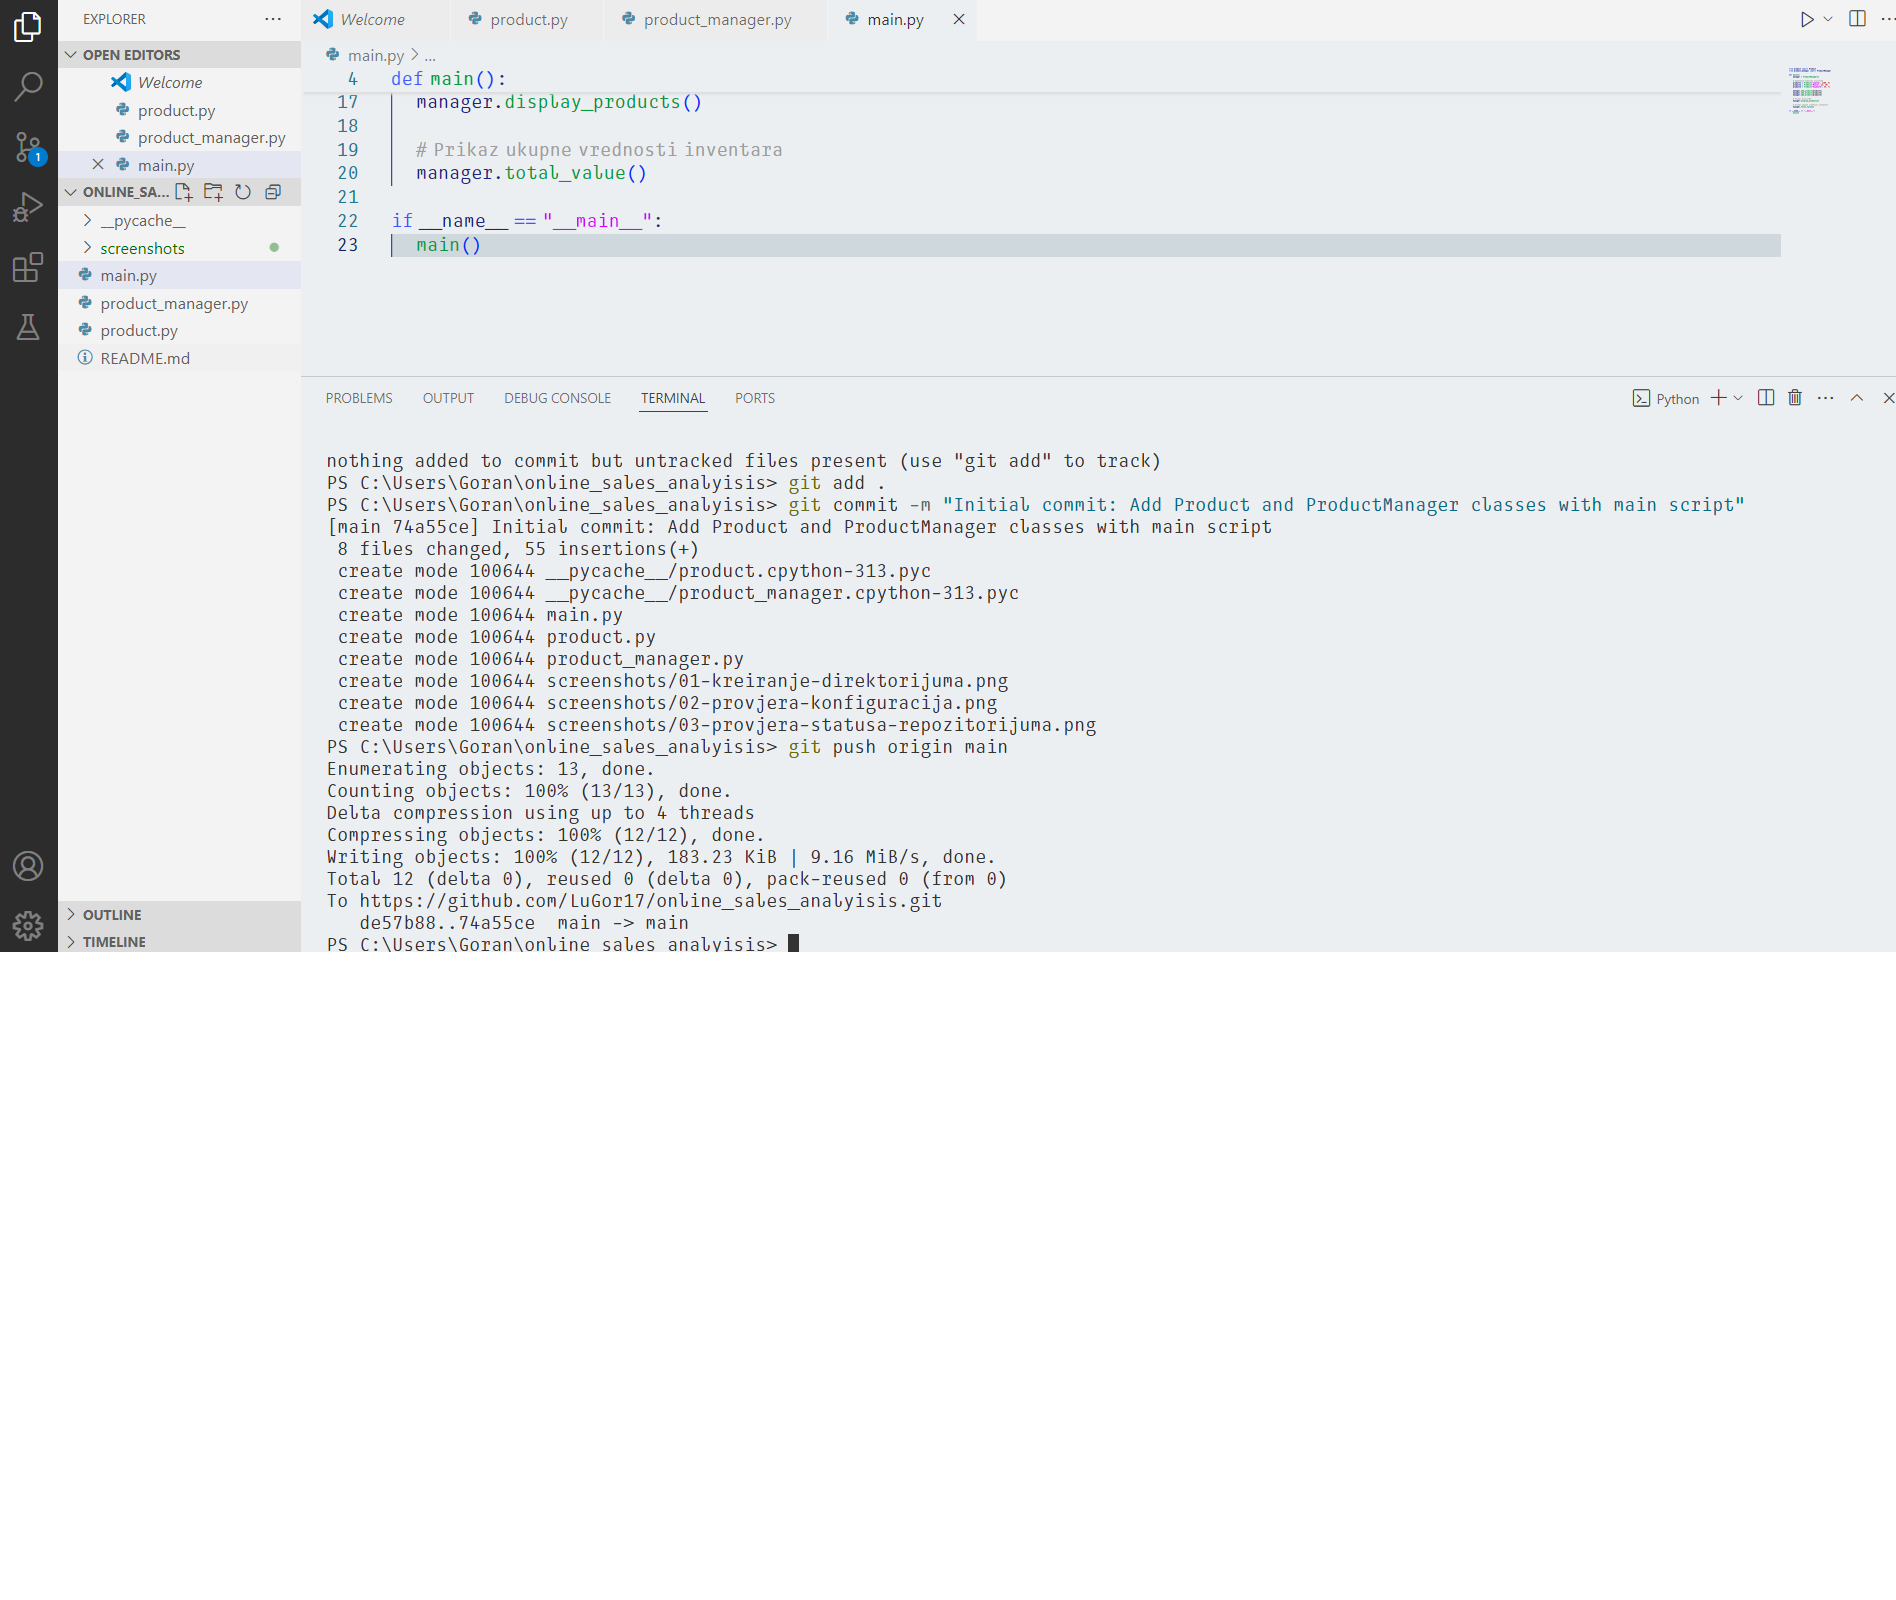 EXPLORER
OPEN EDITORS
Welcome
product.py
product_manager.py
main.py
ONLINE_SA...
__pycache__
screenshots
main.py
product_manager.py
product.py
README.md
OUTLINE
TIMELINE
1
Welcome product.py product_manager.py main.py
main.py > ...
4 def main():
17 manager.display_products()
18
19 # Prikaz ukupne vrednosti inventara
20 manager.total_value()
21
22 if __name__ == "__main__":
23 main()
PROBLEMS OUTPUT DEBUG CONSOLE TERMINAL PORTS
Python
nothing added to commit but untracked files present (use "git add" to track)
PS C:\Users\Goran\online_sales_analyisis> git add .
PS C:\Users\Goran\online_sales_analyisis> git commit -m "Initial commit: Add Product and ProductManager classes with main script"
[main 74a55ce] Initial commit: Add Product and ProductManager classes with main script
8 files changed, 55 insertions(+)
create mode 100644 __pycache__/product.cpython-313.pyc
create mode 100644 __pycache__/product_manager.cpython-313.pyc
create mode 100644 main.py
create mode 100644 product.py
create mode 100644 product_manager.py
create mode 100644 screenshots/01-kreiranje-direktorijuma.png
create mode 100644 screenshots/02-provjera-konfiguracija.png
create mode 100644 screenshots/03-provjera-statusa-repozitorijuma.png
PS C:\Users\Goran\online_sales_analyisis> git push origin main
Enumerating objects: 13, done.
Counting objects: 100% (13/13), done.
Delta compression using up to 4 threads
Compressing objects: 100% (12/12), done.
Writing objects: 100% (12/12), 183.23 KiB | 9.16 MiB/s, done.
Total 12 (delta 0), reused 0 (delta 0), pack-reused 0 (from 0)
To https://github.com/LuGor17/online_sales_analyisis.git
de57b88..74a55ce main -> main
PS C:\Users\Goran\online sales analyisis>